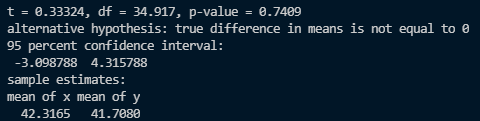 t = 0.33324, df = 34.917, p-value = 0.7409
alternative hypothesis: true difference in means is not equal to 0
95 percent confidence interval:
 -3.098788  4.315788
sample estimates:
mean of x mean of y
  42.3165   41.7080